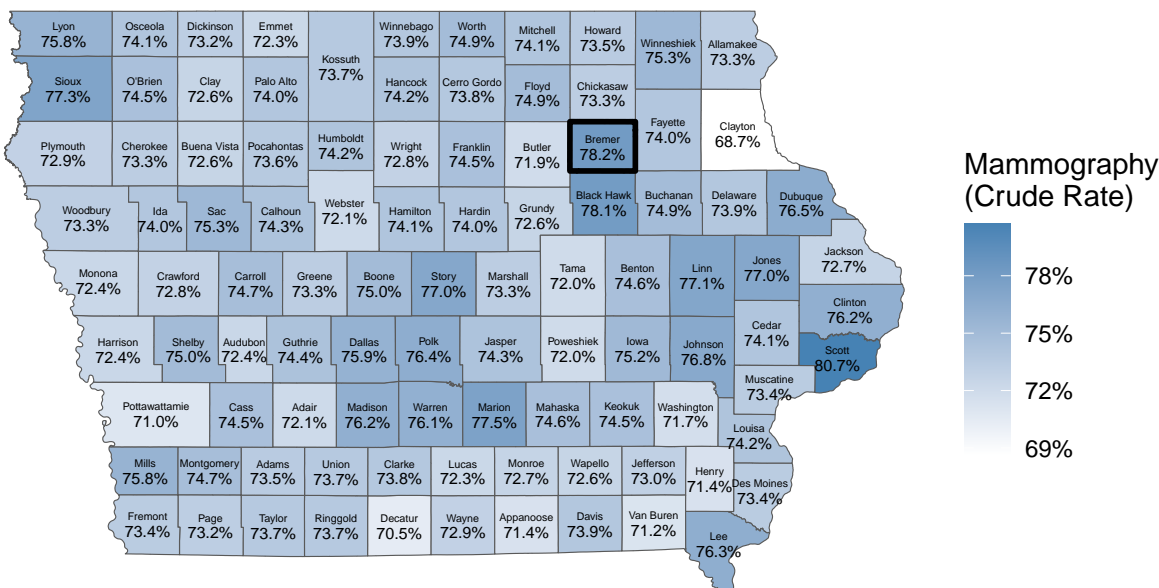 Lyon
75.8%
Osceola
74.1%
Dickinson
73.2%
Emmet
72.3%
Kossuth
73.7%
Winnebago
73.9%
Worth
74.9%
Mitchell
74.1%
Howard
73.5%
Winneshiek
75.3%
Allamakee
73.3%
Sioux
77.3%
O'Brien
74.5%
Clay
72.6%
Palo Alto
74.0%
Hancock
74.2%
Cerro Gordo
73.8%
Floyd
74.9%
Chickasaw
73.3%
Fayette
74.0%
Clayton
68.7%
Plymouth
72.9%
Cherokee
73.3%
Buena Vista
72.6%
Pocahontas
73.6%
Humboldt
74.2%
Wright
72.8%
Franklin
74.5%
Butler
71.9%
Bremer
78.2%
Woodbury
73.3%
Ida
74.0%
Sac
75.3%
Calhoun
74.3%
Webster
72.1%
Hamilton
74.1%
Hardin
74.0%
Grundy
72.6%
Black Hawk
78.1%
Buchanan
74.9%
Delaware
73.9%
Dubuque
76.5%
Monona
72.4%
Crawford
72.8%
Carroll
74.7%
Greene
73.3%
Boone
75.0%
Story
77.0%
Marshall
73.3%
Tama
72.0%
Benton
74.6%
Linn
77.1%
Jones
77.0%
Jackson
72.7%
Clinton
76.2%
Harrison
72.4%
Shelby
75.0%
Audubon
72.4%
Guthrie
74.4%
Dallas
75.9%
Polk
76.4%
Jasper
74.3%
Poweshiek
72.0%
Iowa
75.2%
Johnson
76.8%
Cedar
74.1%
Scott
80.7%
Muscatine
73.4%
Pottawattamie
71.0%
Cass
74.5%
Adair
72.1%
Madison
76.2%
Warren
76.1%
Marion
77.5%
Mahaska
74.6%
Keokuk
74.5%
Washington
71.7%
Louisa
74.2%
Mills
75.8%
Montgomery
74.7%
Adams
73.5%
Union
73.7%
Clarke
73.8%
Lucas
72.3%
Monroe
72.7%
Wapello
72.6%
Jefferson
73.0%
Henry
71.4%
Des Moines
73.4%
Fremont
73.4%
Page
73.2%
Taylor
73.7%
Ringgold
73.7%
Decatur
70.5%
Wayne
72.9%
Appanoose
71.4%
Davis
73.9%
Van Buren
71.2%
Lee
76.3%
Mammography
(Crude Rate)
78%
75%
72%
69%